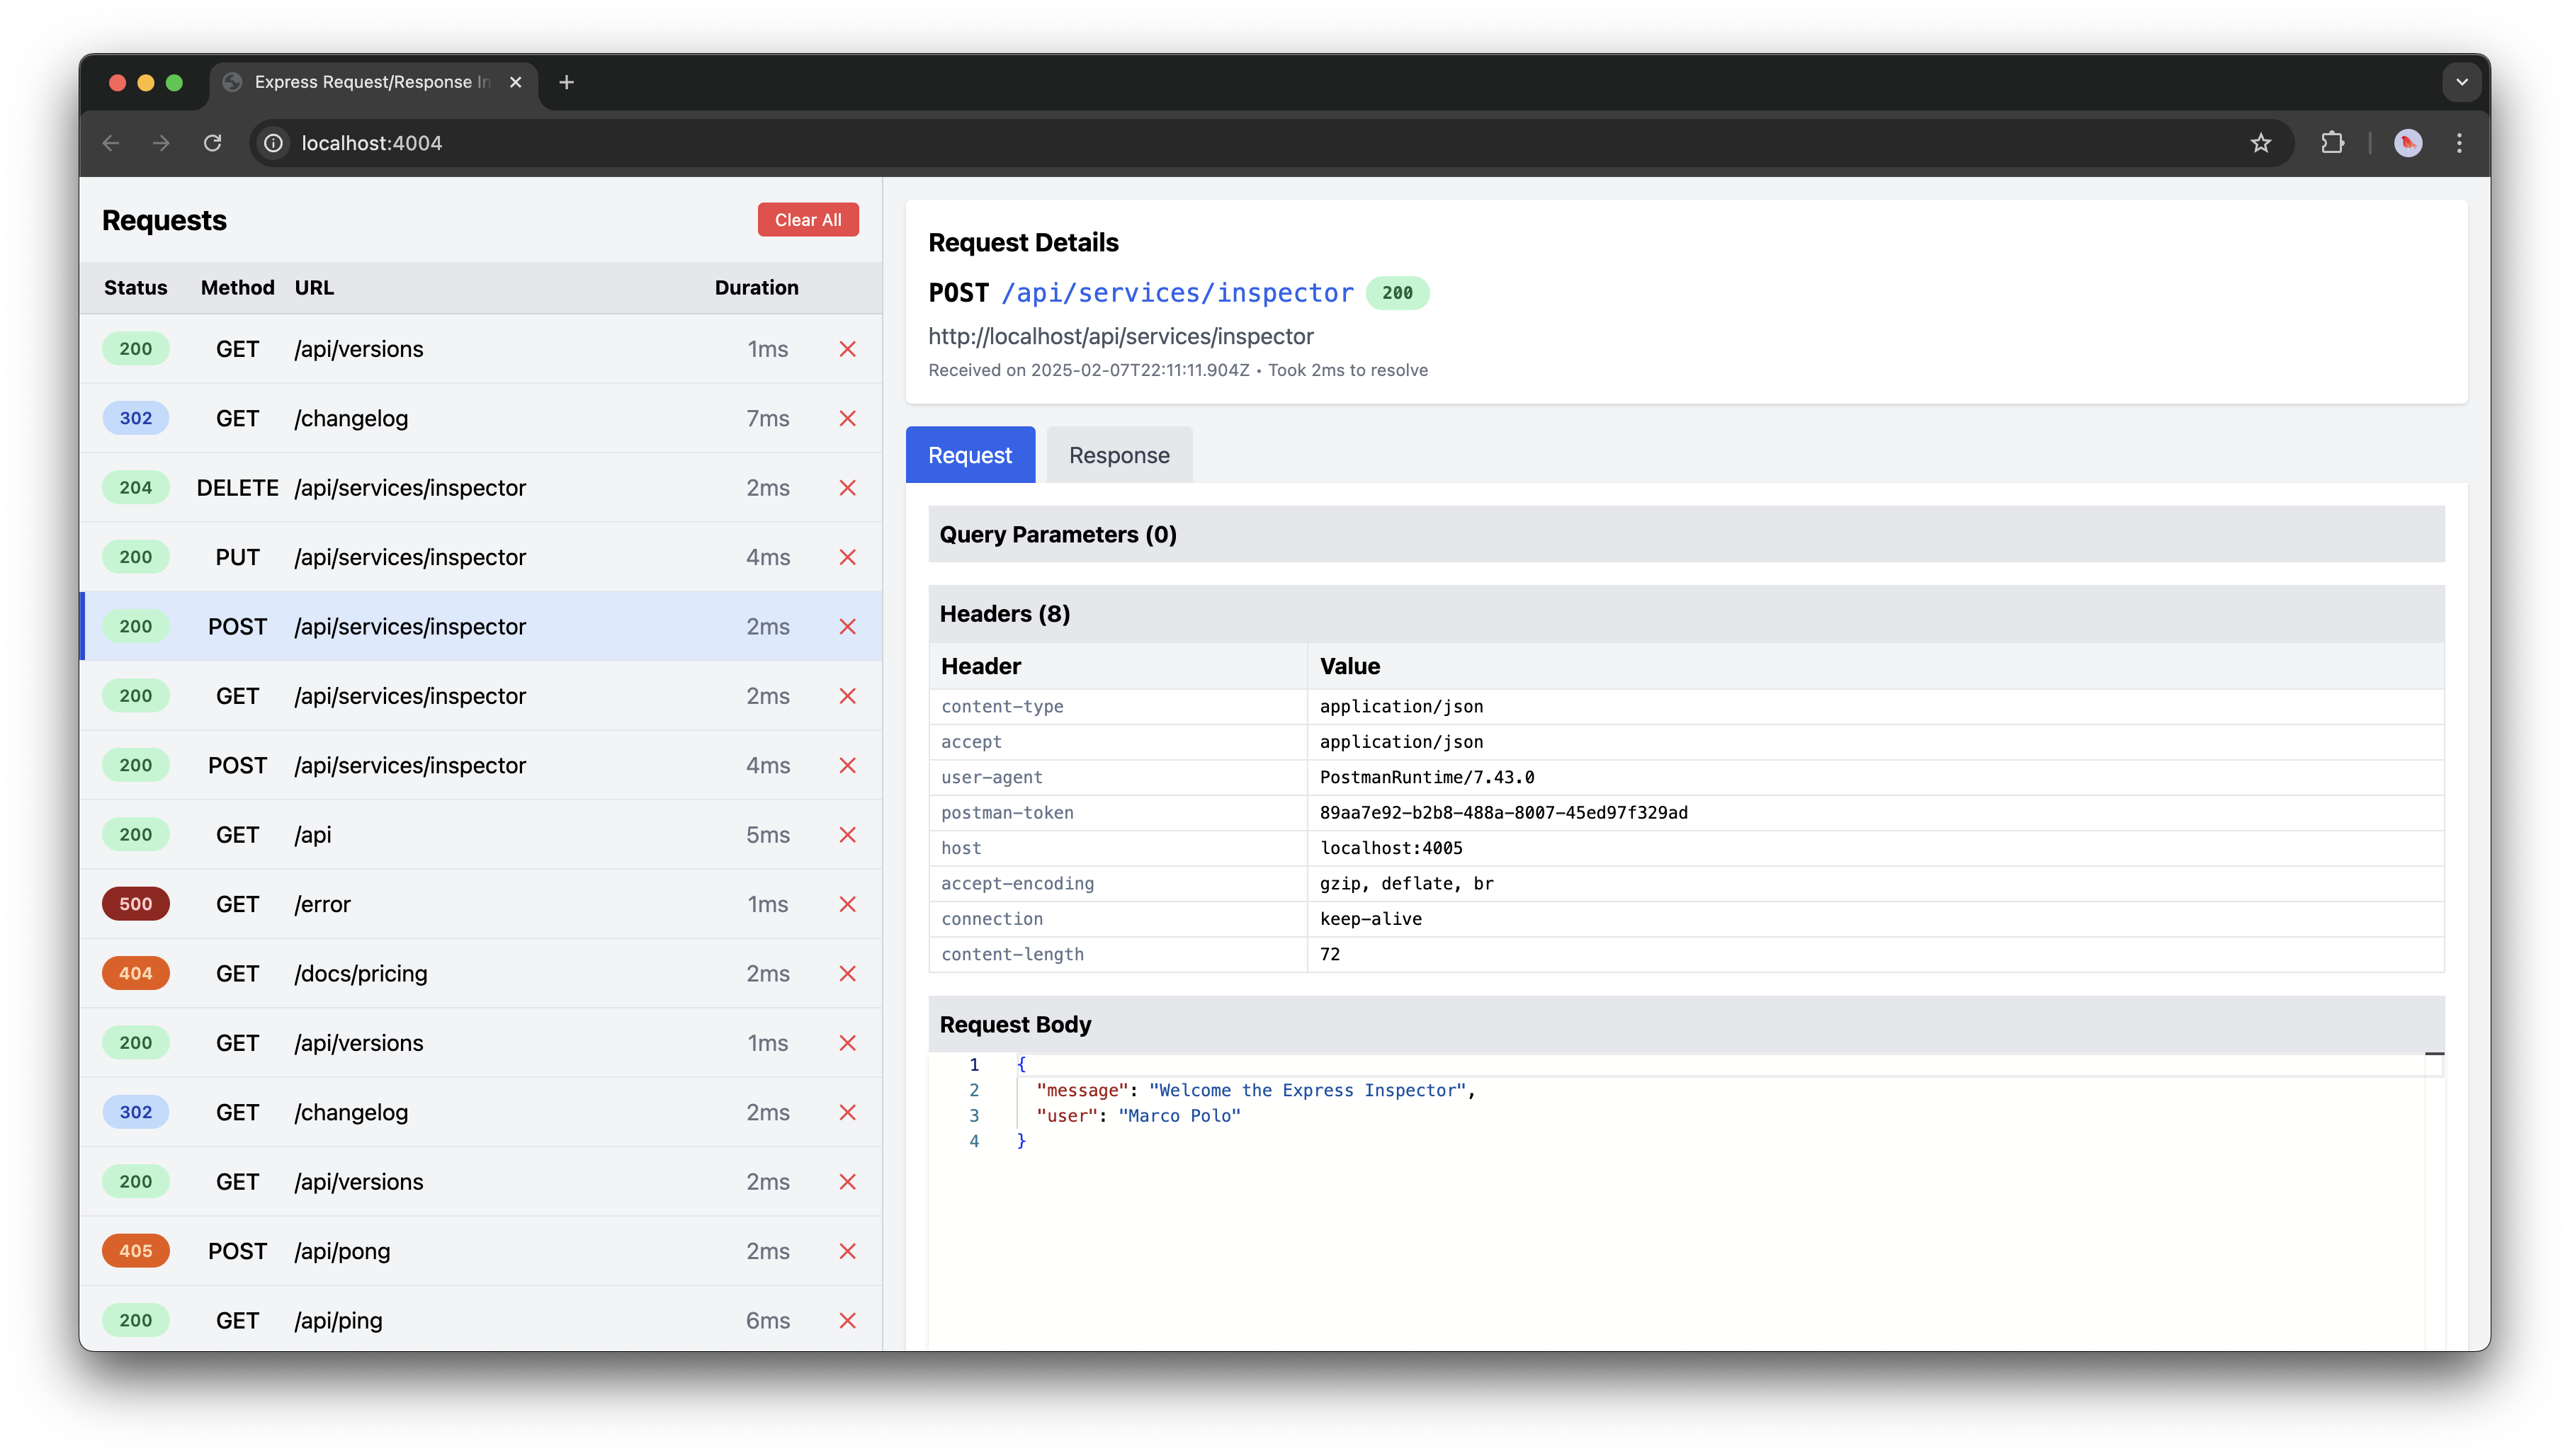 Express Request/Response In
localhost:4004
Requests
Clear All
Status Method URL Duration
200 GET /api/versions 1ms
302 GET /changelog 7ms
204 DELETE /api/services/inspector 2ms
200 PUT /api/services/inspector 4ms
200 POST /api/services/inspector 2ms
200 GET /api/services/inspector 2ms
200 POST /api/services/inspector 4ms
200 GET /api 5ms
500 GET /error 1ms
404 GET /docs/pricing 2ms
200 GET /api/versions 1ms
302 GET /changelog 2ms
200 GET /api/versions 2ms
405 POST /api/pong 2ms
200 GET /api/ping 6ms
Request Details
POST /api/services/inspector 200
http://localhost/api/services/inspector
Received on 2025-02-07T22:11:11.904Z • Took 2ms to resolve
Request Response
Query Parameters (0)
Headers (8)
Header Value
content-type application/json
accept application/json
user-agent PostmanRuntime/7.43.0
postman-token 89aa7e92-b2b8-488a-8007-45ed97f329ad
host localhost:4005
accept-encoding gzip, deflate, br
connection keep-alive
content-length 72
Request Body
1 {
2 "message": "Welcome the Express Inspector",
3 "user": "Marco Polo"
4 }